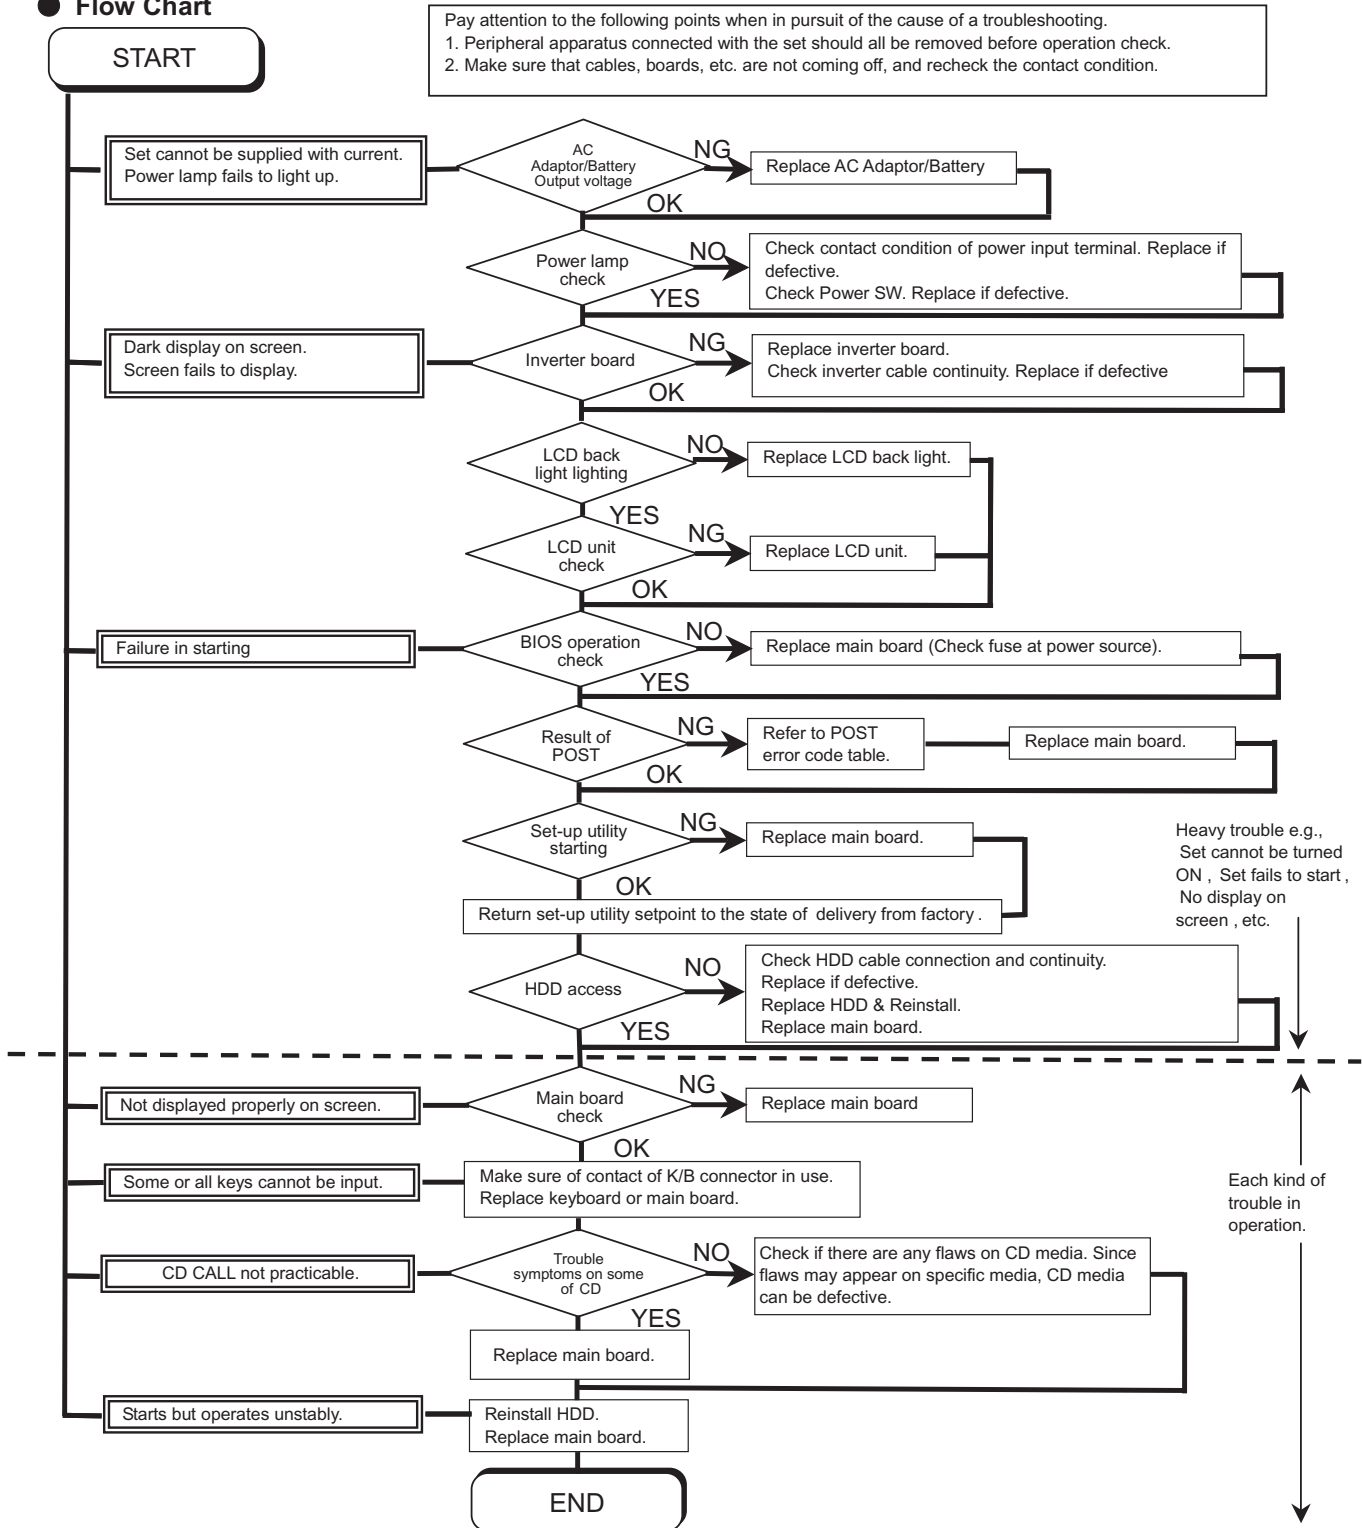 ● Flow Chart
START
Pay attention to the following points when in pursuit of the cause of a troubleshooting.
1. Peripheral apparatus connected with the set should all be removed before operation check.
2. Make sure that cables, boards, etc. are not coming off, and recheck the contact condition.
Set cannot be supplied with current.
Power lamp fails to light up.
AC
Adaptor/Battery
Output voltage
NG
Replace AC Adaptor/Battery
OK
Power lamp
check
NO
Check contact condition of power input terminal. Replace if
defective.
Check Power SW. Replace if defective.
YES
Dark display on screen.
Screen fails to display.
Inverter board
NG
Replace inverter board.
Check inverter cable continuity. Replace if defective
OK
LCD back
light lighting
NO
Replace LCD back light.
YES
LCD unit
check
NG
Replace LCD unit.
OK
Failure in starting
BIOS operation
check
NO
Replace main board (Check fuse at power source).
YES
Result of
POST
NG
Refer to POST
error code table.
Replace main board.
OK
Set-up utility
starting
NG
Replace main board.
OK
Return set-up utility setpoint to the state of delivery from factory .
Heavy trouble e.g.,
Set cannot be turned
ON , Set fails to start ,
No display on
screen , etc.
HDD access
NO
Check HDD cable connection and continuity.
Replace if defective.
Replace HDD & Reinstall.
Replace main board.
YES
Not displayed properly on screen.
Main board
check
NG
Replace main board
OK
Some or all keys cannot be input.
Make sure of contact of K/B connector in use.
Replace keyboard or main board.
Each kind of
trouble in
operation.
CD CALL not practicable.
Trouble
symptoms on some
of CD
NO
Check if there are any flaws on CD media. Since
flaws may appear on specific media, CD media
can be defective.
YES
Replace main board.
Starts but operates unstably.
Reinstall HDD.
Replace main board.
END